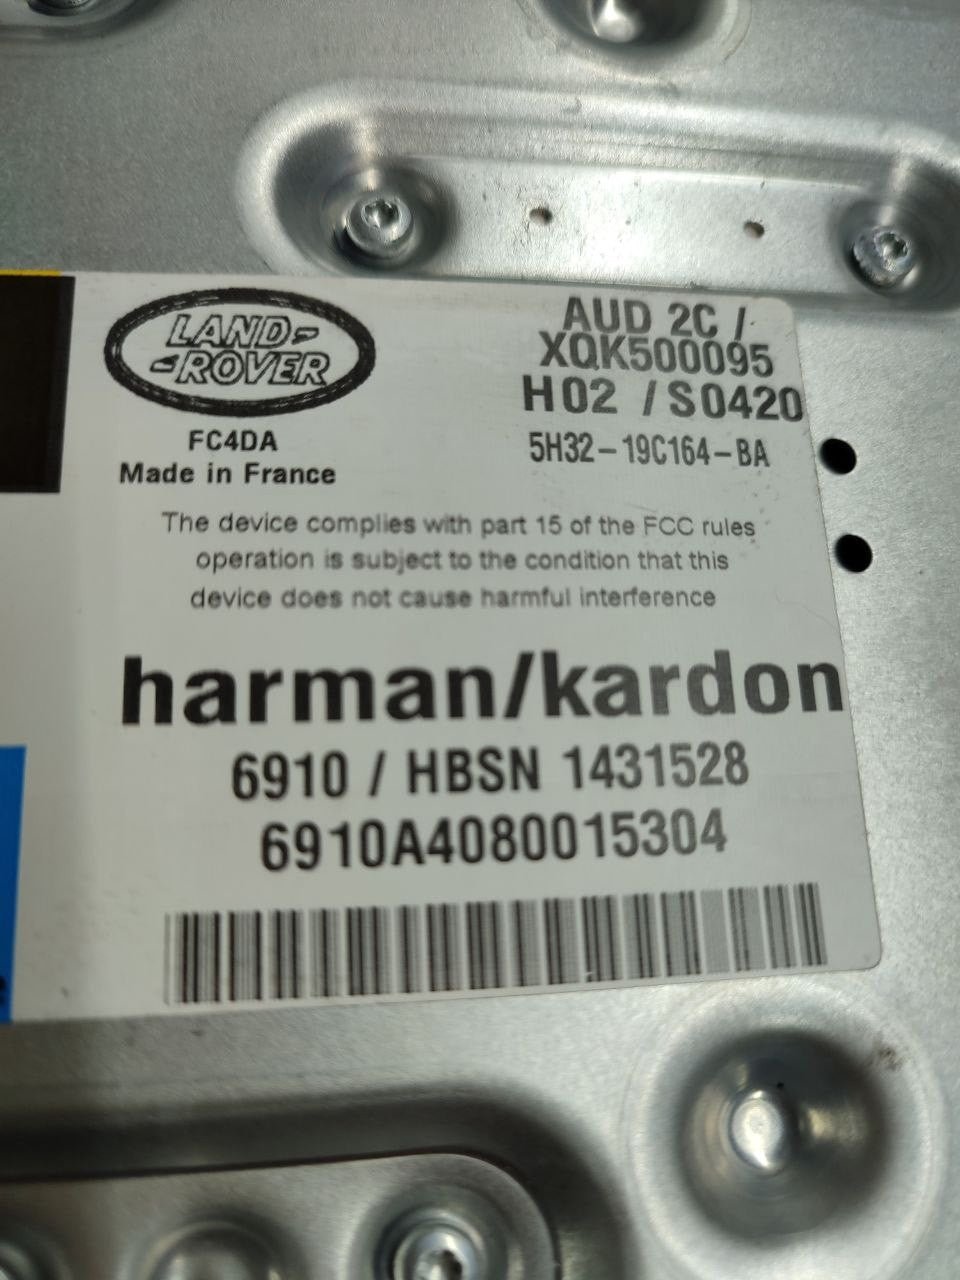 LAND-
-ROVER
FC4DA
Made in France
AUD 2C /
XQK500095
H02 / S0420
5H32-19C164-BA
The device complies with part 15 of the FCC rules
operation is subject to the condition that this
device does not cause harmful interference
harman/kardon
6910 / HBSN 1431528
6910A4080015304